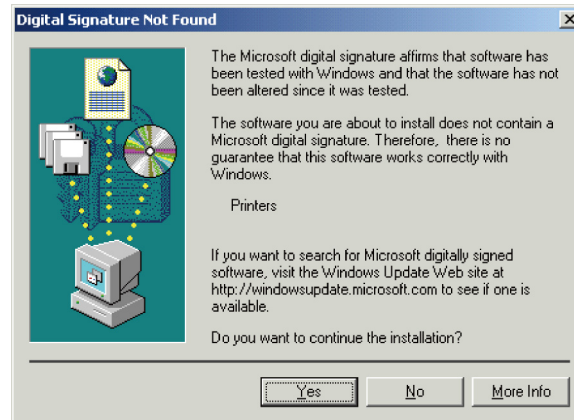 Digital Signature Not Found
The Microsoft digital signature affirms that software has
been tested with Windows and that the software has not
been altered since it was tested.
The software you are about to install does not contain a
Microsoft digital signature. Therefore, there is no
guarantee that this software works correctly with
Windows.
Printers
If you want to search for Microsoft digitally signed
software, visit the Windows Update Web site at
http://windowsupdate.microsoft.com to see if one is
available.
Do you want to continue the installation?
Yes No More Info